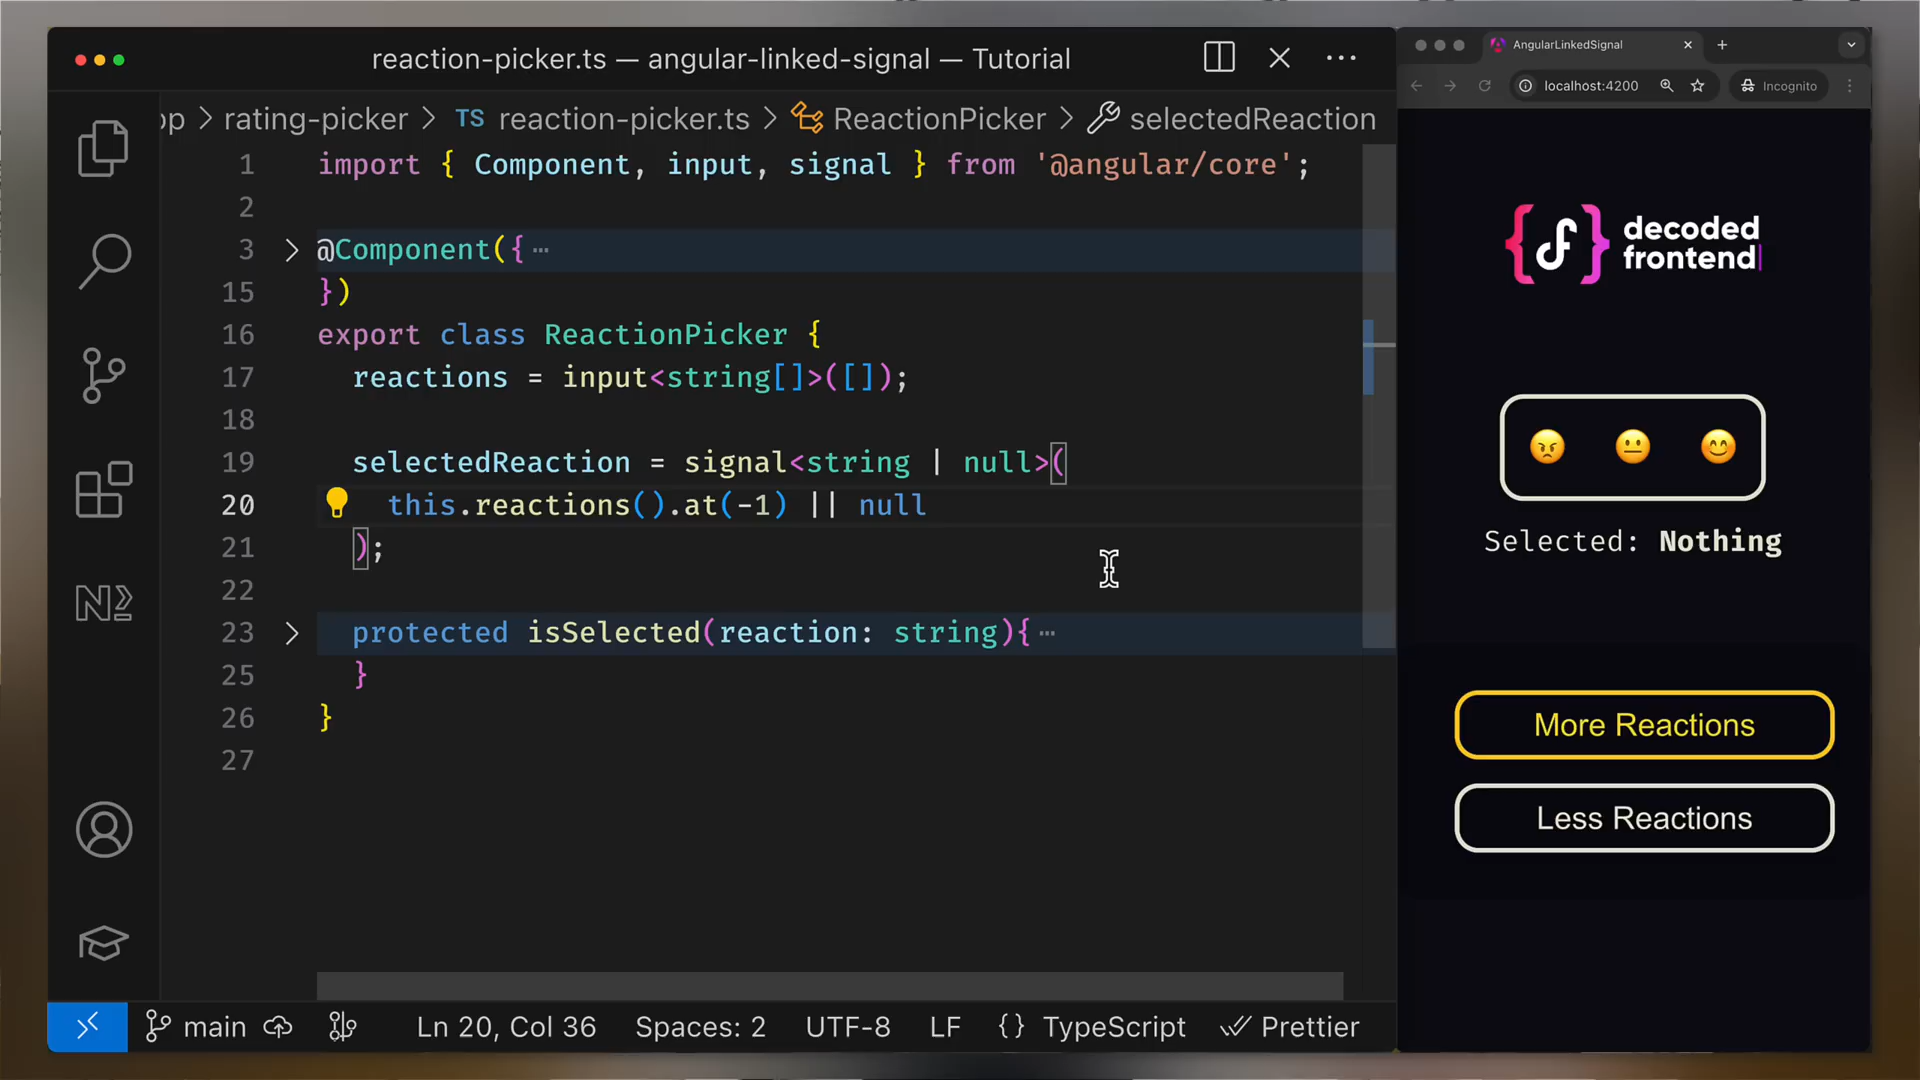 reaction-picker.ts — angular-linked-signal — Tutorial
op > rating-picker > TS reaction-picker.ts > ReactionPicker > selectedReaction
1 import { Component, input, signal } from '@angular/core';
2
3 @Component({ ⋯
15 })
16 export class ReactionPicker {
17 reactions = input<string[]>([]);
18
19 selectedReaction = signal<string | null>(
20 this.reactions().at(-1) || null
21 );
22
23 protected isSelected(reaction: string){ ⋯
25 }
26 }
27
main
Ln 20, Col 36
Spaces: 2
UTF-8
LF
{} TypeScript
Prettier
AngularLinkedSignal
localhost:4200
Incognito
decoded
frontend
Selected: Nothing
More Reactions
Less Reactions